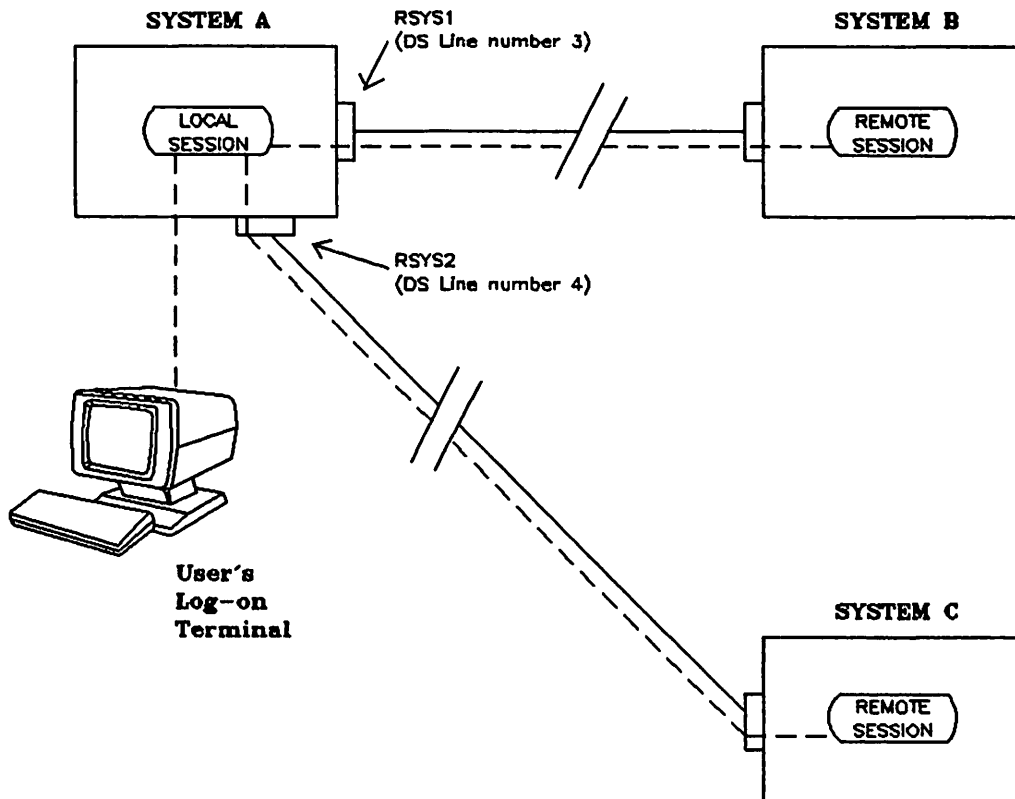 SYSTEM A
RSYS1
(DS Line number 3)
SYSTEM B
LOCAL
SESSION
REMOTE
SESSION
RSYS2
(DS Line number 4)
User's
Log-on
Terminal
SYSTEM C
REMOTE
SESSION